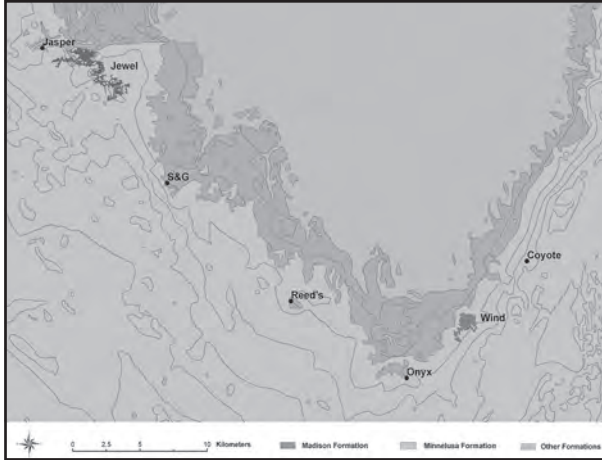 Jasper
Jewel
S&G
Coyote
Reed's
Wind
Onyx
0 2.5 5 10 Kilometers Madison Formation Minnelusa Formation Other Formations